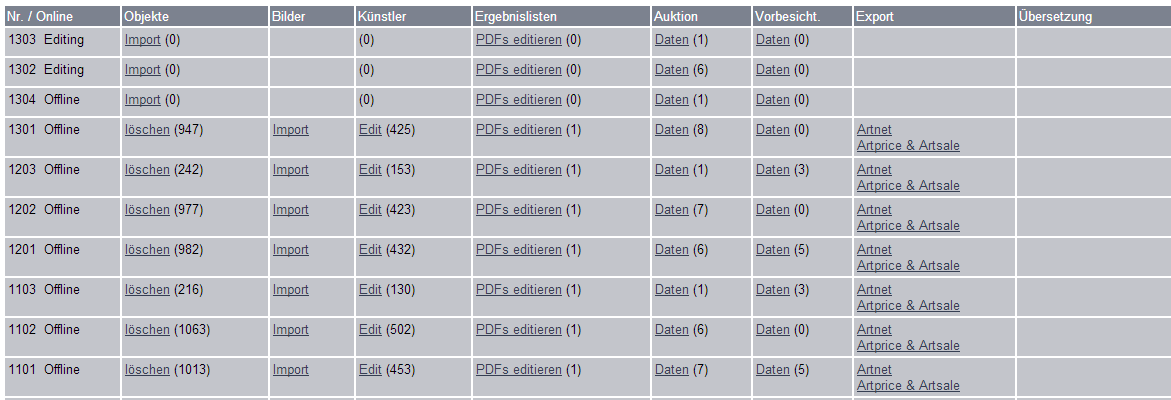 Nr. / Online Objekte Bilder Künstler Ergebnislisten Auktion Vorbesicht. Export Übersetzung
1303 Editing Import (0) (0) PDFs editieren (0) Daten (1) Daten (0)
1302 Editing Import (0) (0) PDFs editieren (0) Daten (6) Daten (0)
1304 Offline Import (0) (0) PDFs editieren (0) Daten (1) Daten (0)
1301 Offline löschen (947) Import Edit (425) PDFs editieren (1) Daten (8) Daten (0) Artnet
Artprice & Artsale
1203 Offline löschen (242) Import Edit (153) PDFs editieren (1) Daten (1) Daten (3) Artnet
Artprice & Artsale
1202 Offline löschen (977) Import Edit (423) PDFs editieren (1) Daten (7) Daten (0) Artnet
Artprice & Artsale
1201 Offline löschen (982) Import Edit (432) PDFs editieren (1) Daten (6) Daten (5) Artnet
Artprice & Artsale
1103 Offline löschen (216) Import Edit (130) PDFs editieren (1) Daten (1) Daten (3) Artnet
Artprice & Artsale
1102 Offline löschen (1063) Import Edit (502) PDFs editieren (1) Daten (6) Daten (0) Artnet
Artprice & Artsale
1101 Offline löschen (1013) Import Edit (453) PDFs editieren (1) Daten (7) Daten (5) Artnet
Artprice & Artsale